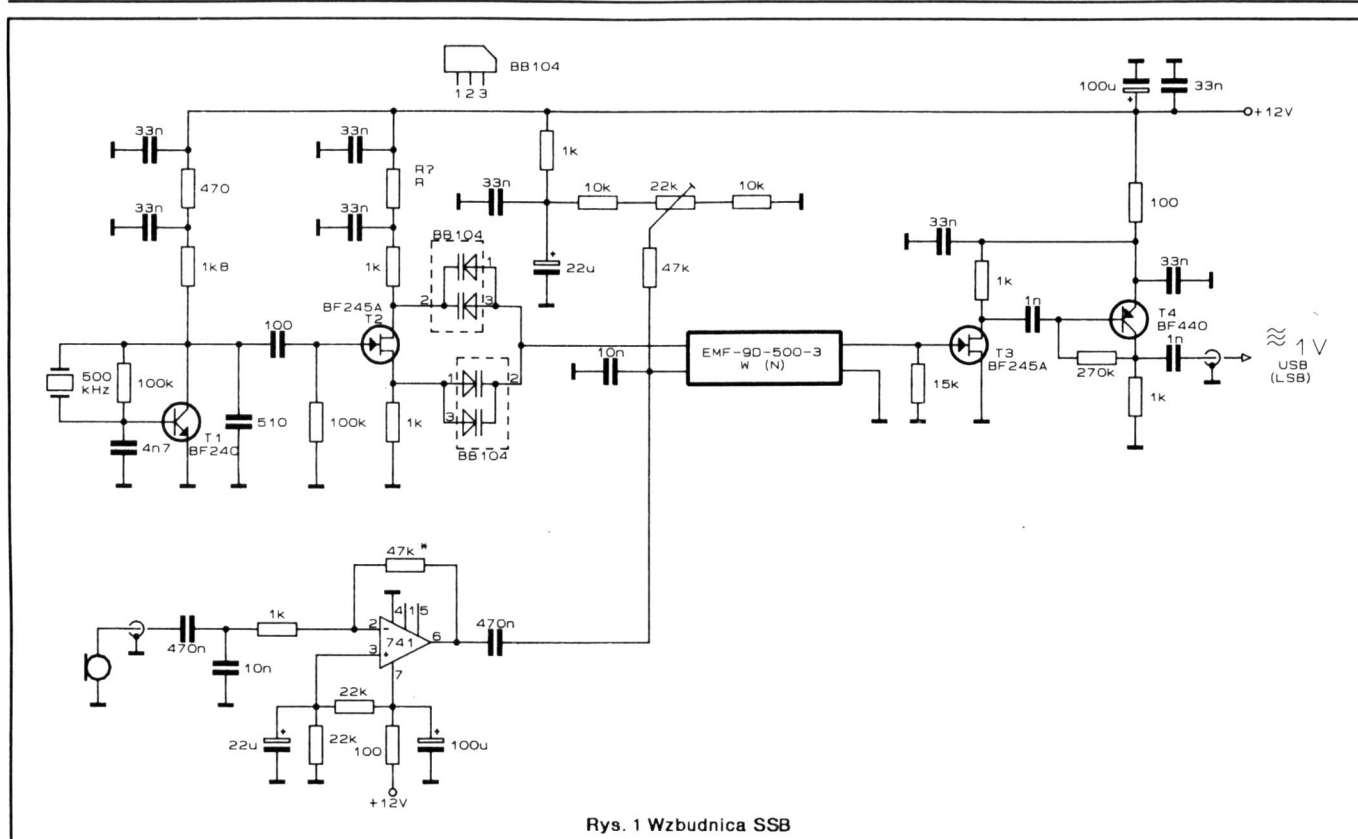 BB104
1 2 3
100u
+
33n
+12V
33n
33n
1k
470
R?
R
33n
10k
22k
10k
100
33n
33n
33n
BB104
+
22u
47k
1k8
1k
1
2
3
1k
33n
BF245A
T2
1n
T4
BF440
100
EMF-9D-500-3
W (N)
10n
T3
BF245A
1n
≈ 1V
USB
(LSB)
500
kHz
100k
1
2
3
15k
270k
T1
BF240
510
100k
1k
1k
4n7
BB104
47k *
1k
4 1 5
2
-
741
6
470n
3
+
470n
10n
7
22k
+
22u
22k
100
+
100u
+12V
Rys. 1 Wzbudnica SSB